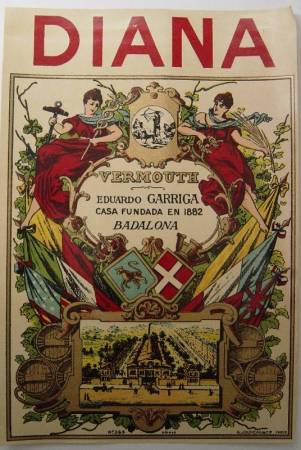 DIANA
VERMOUTH
EDUARDO GARRIGA
CASA FUNDADA EN 1882
BADALONA